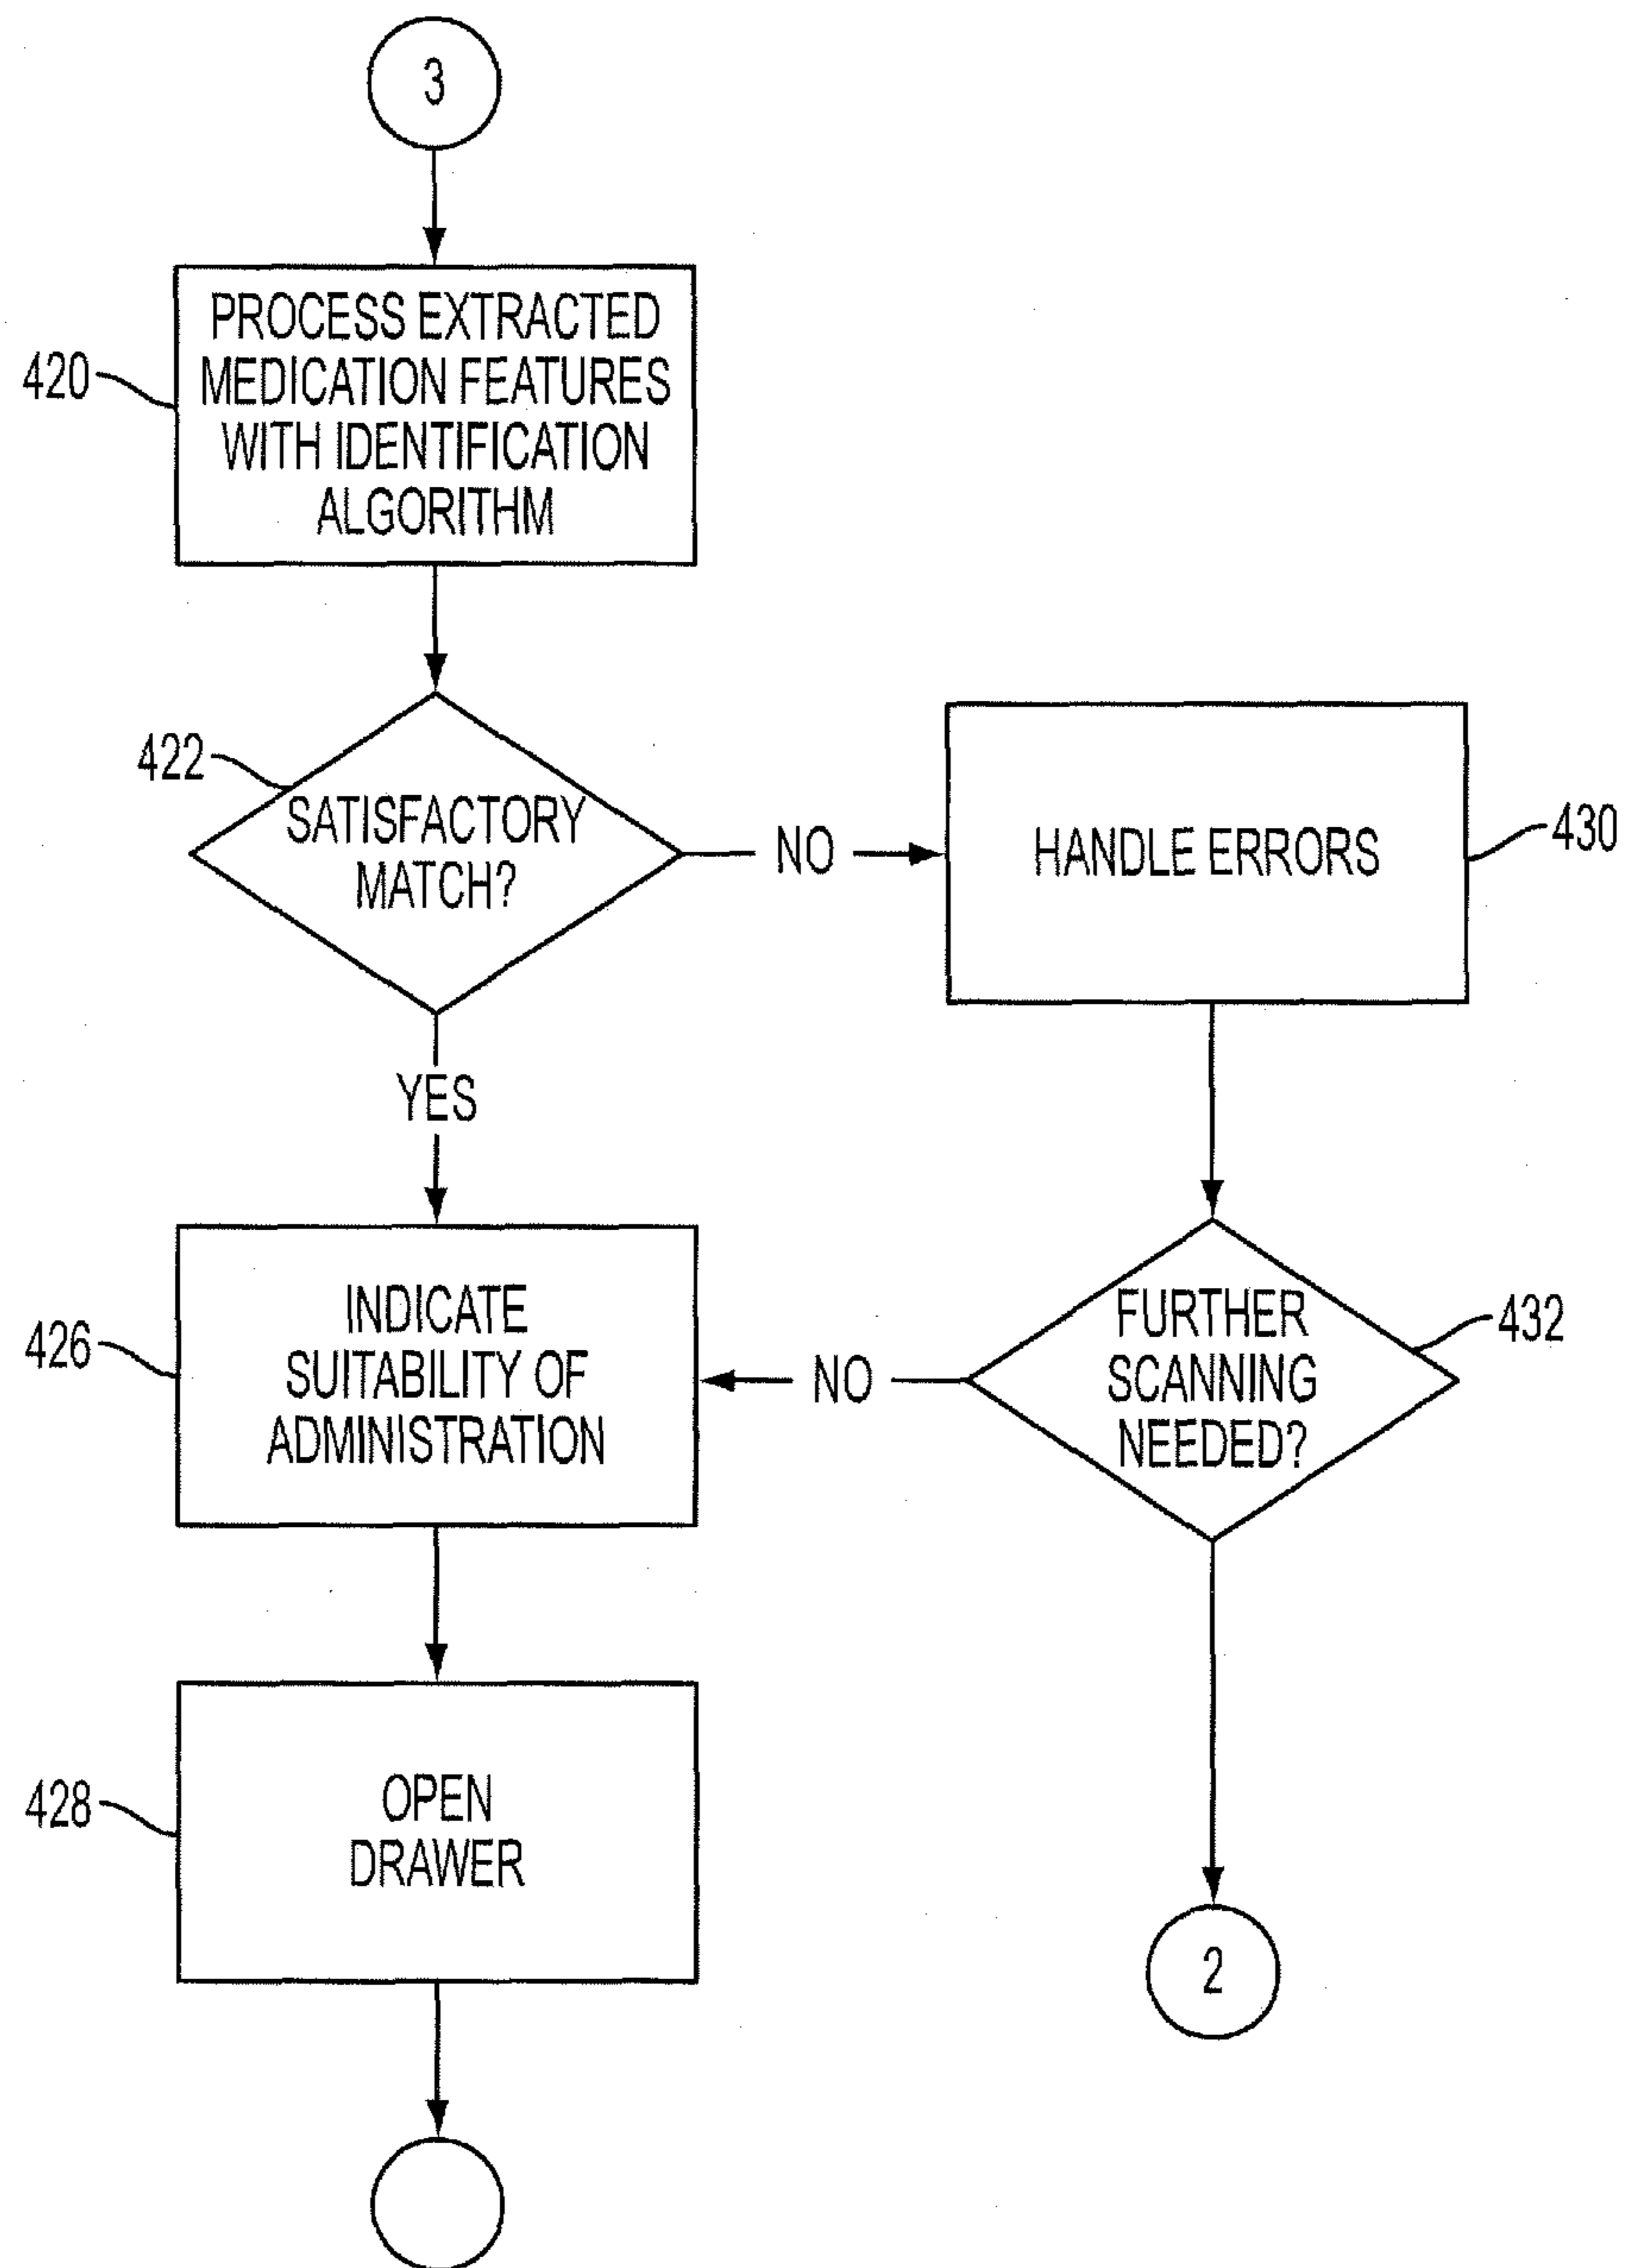 3
420
PROCESS EXTRACTED
MEDICATION FEATURES
WITH IDENTIFICATION
ALGORITHM
422
SATISFACTORY
MATCH?
NO
HANDLE ERRORS
430
YES
426
INDICATE
SUITABILITY OF
ADMINISTRATION
NO
FURTHER
SCANNING
NEEDED?
432
428
OPEN
DRAWER
2